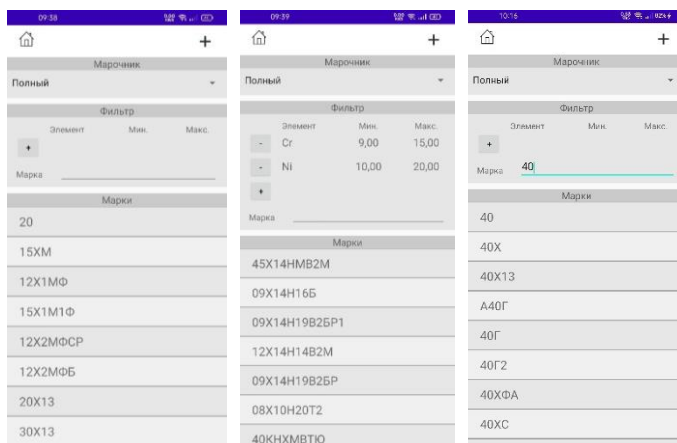 09:38
Марочник
Полный
Фильтр
Элемент Мин. Макс.
+
Марка
Марки
20
15ХМ
12Х1МФ
15Х1М1Ф
12Х2МФСР
12Х2МФБ
20Х13
30Х13
09:39
Марочник
Полный
Фильтр
Элемент Мин. Макс.
- Cr 9,00 15,00
- Ni 10,00 20,00
+
Марка
Марки
45Х14НМВ2М
09Х14Н16Б
09Х14Н19В2БР1
12Х14Н14В2М
09Х14Н19В2БР
08Х10Н20Т2
40КНХМВТЮ
10:16 82%
Марочник
Полный
Фильтр
Элемент Мин. Макс.
+
Марка 40
Марки
40
40Х
40Х13
А40Г
40Г
40Г2
40ХФА
40ХС